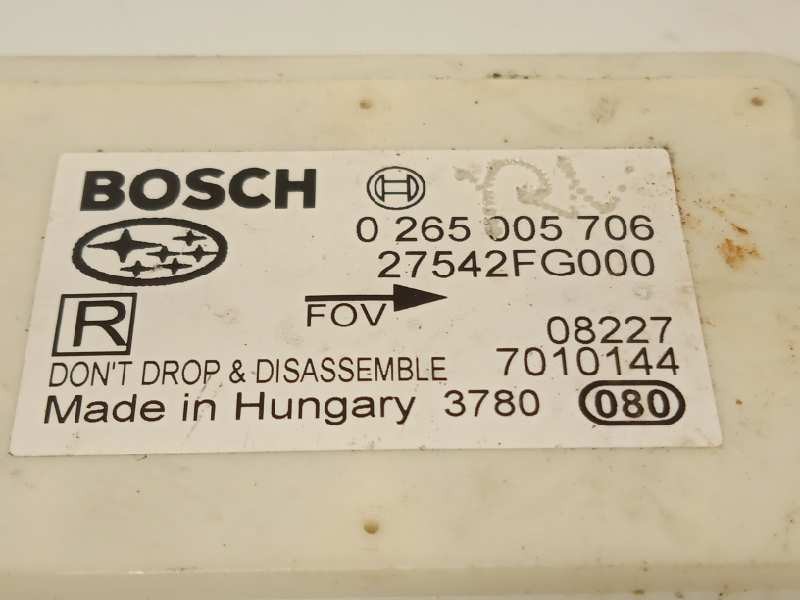 BOSCH
0 265 005 706
27542FG000
R
FOV
08227
DON'T DROP & DISASSEMBLE 7010144
Made in Hungary 3780 080